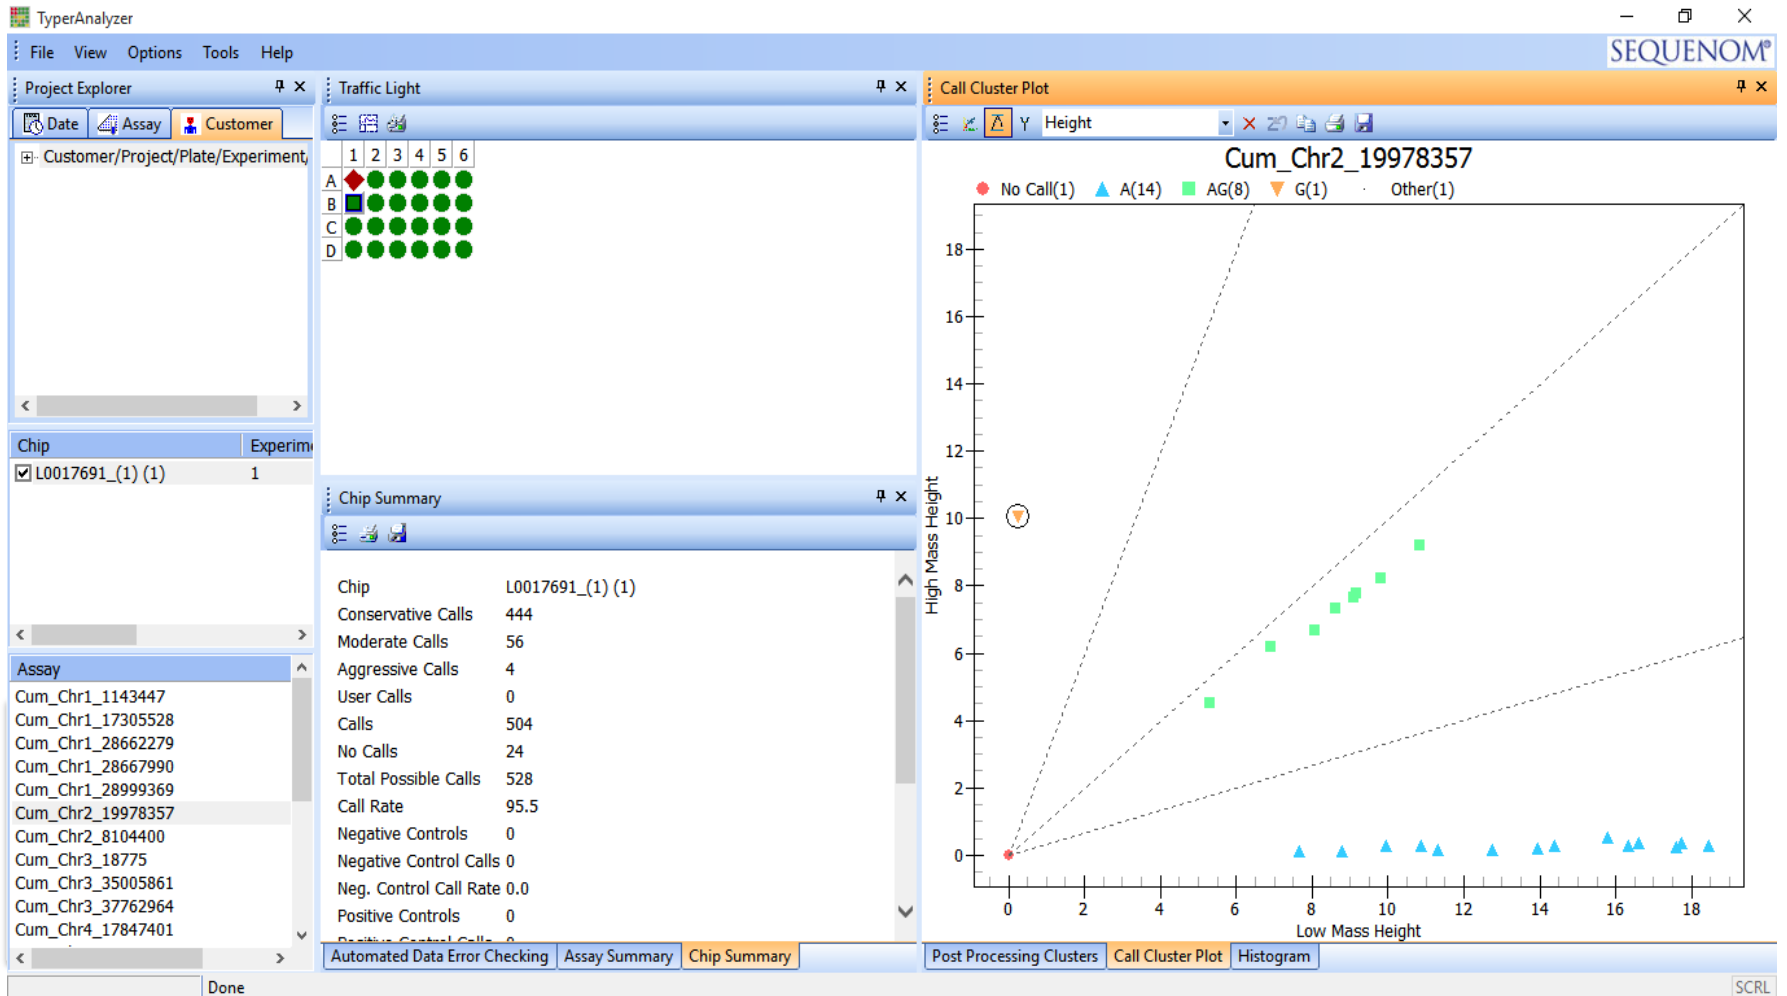 TyperAnalyzer
File View Options Tools Help
SEQUENOM®
Project Explorer
Date Assay Customer
Customer/Project/Plate/Experiment/
Chip Experim
L0017691_(1) (1) 1
Assay
Cum_Chr1_1143447
Cum_Chr1_17305528
Cum_Chr1_28662279
Cum_Chr1_28667990
Cum_Chr1_28999369
Cum_Chr2_19978357
Cum_Chr2_8104400
Cum_Chr3_18775
Cum_Chr3_35005861
Cum_Chr3_37762964
Cum_Chr4_17847401
Traffic Light
1 2 3 4 5 6
A
B
C
D
Chip Summary
Chip L0017691_(1) (1)
Conservative Calls 444
Moderate Calls 56
Aggressive Calls 4
User Calls 0
Calls 504
No Calls 24
Total Possible Calls 528
Call Rate 95.5
Negative Controls 0
Negative Control Calls 0
Neg. Control Call Rate 0.0
Positive Controls 0
Positive Control Calls 0
Automated Data Error Checking Assay Summary Chip Summary
Call Cluster Plot
Height
Cum_Chr2_19978357
No Call(1) A(14) AG(8) G(1) Other(1)
High Mass Height
18
16
14
12
10
8
6
4
2
0
0 2 4 6 8 10 12 14 16 18
Low Mass Height
Post Processing Clusters Call Cluster Plot Histogram
Done
SCRL